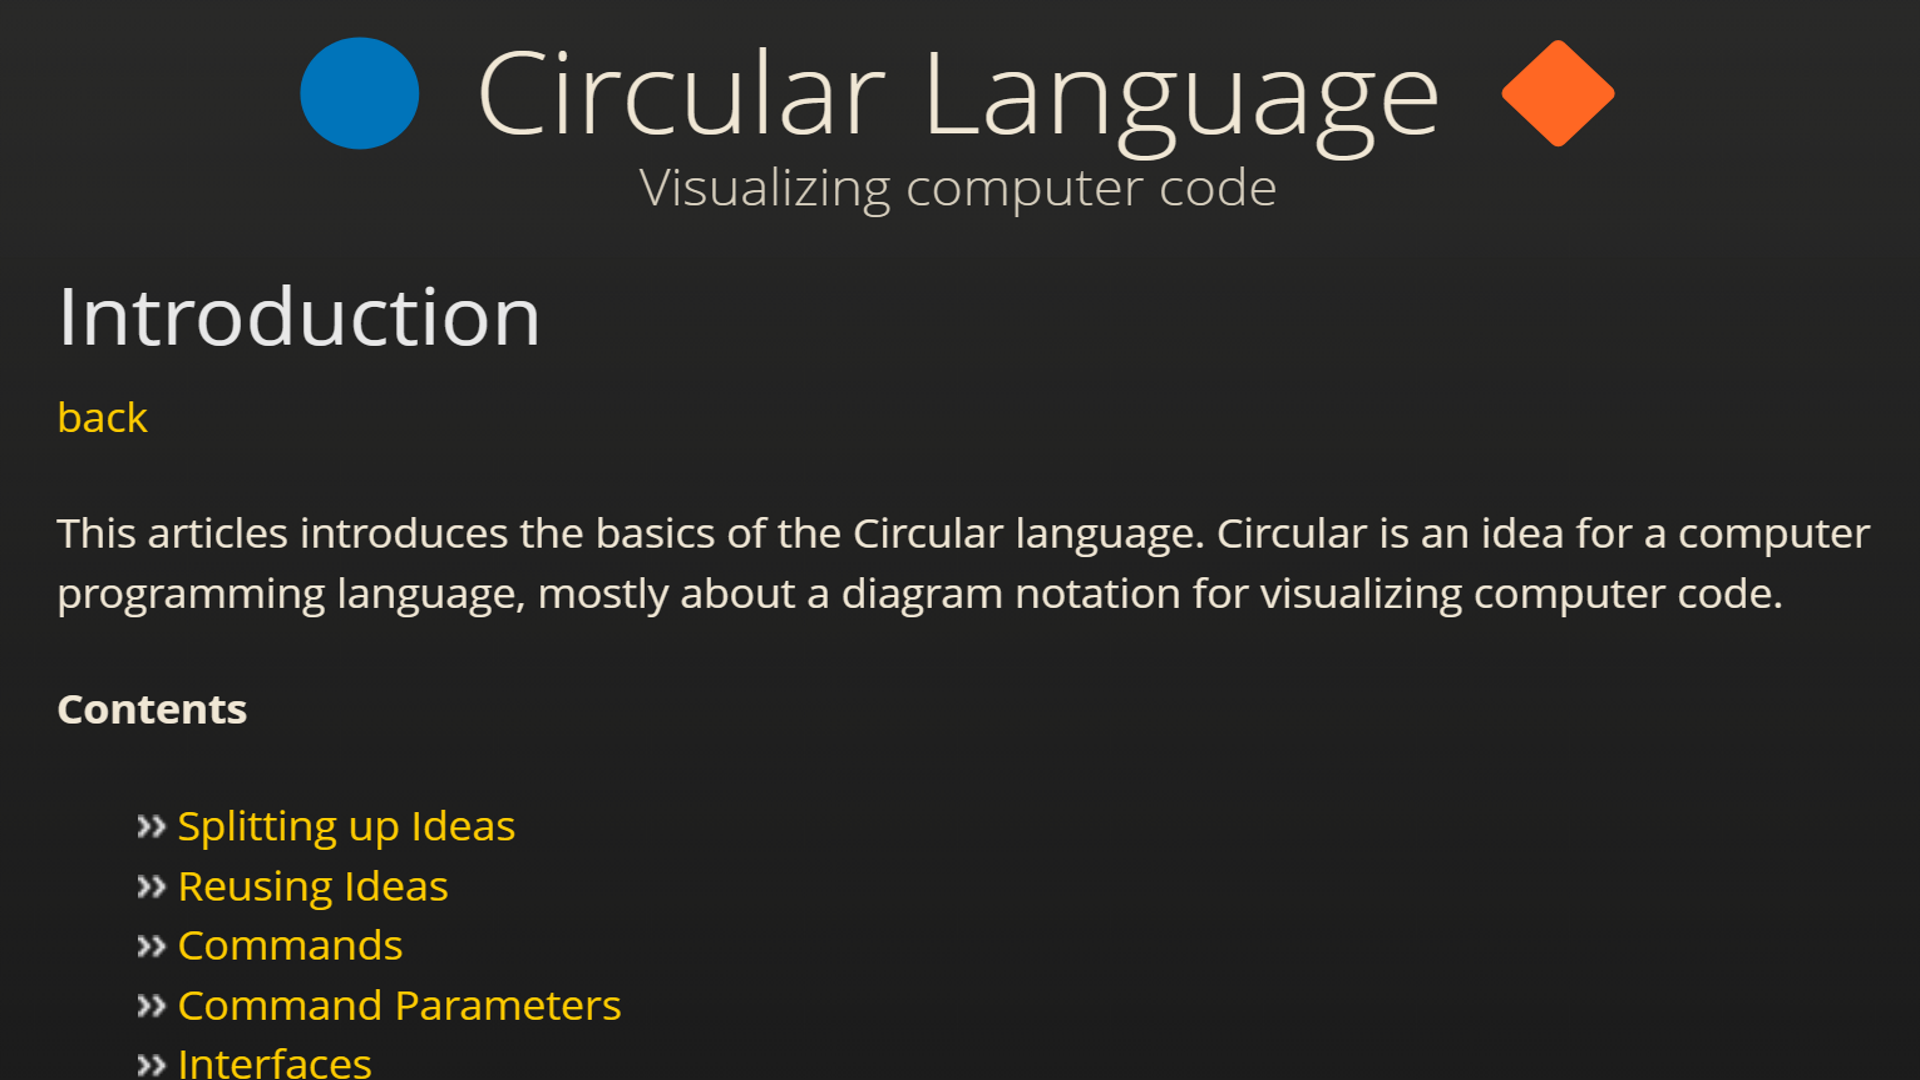 Circular Language
Visualizing computer code
Introduction
back
This articles introduces the basics of the Circular language. Circular is an idea for a computer
programming language, mostly about a diagram notation for visualizing computer code.
Contents
» Splitting up Ideas
» Reusing Ideas
» Commands
» Command Parameters
» Interfaces